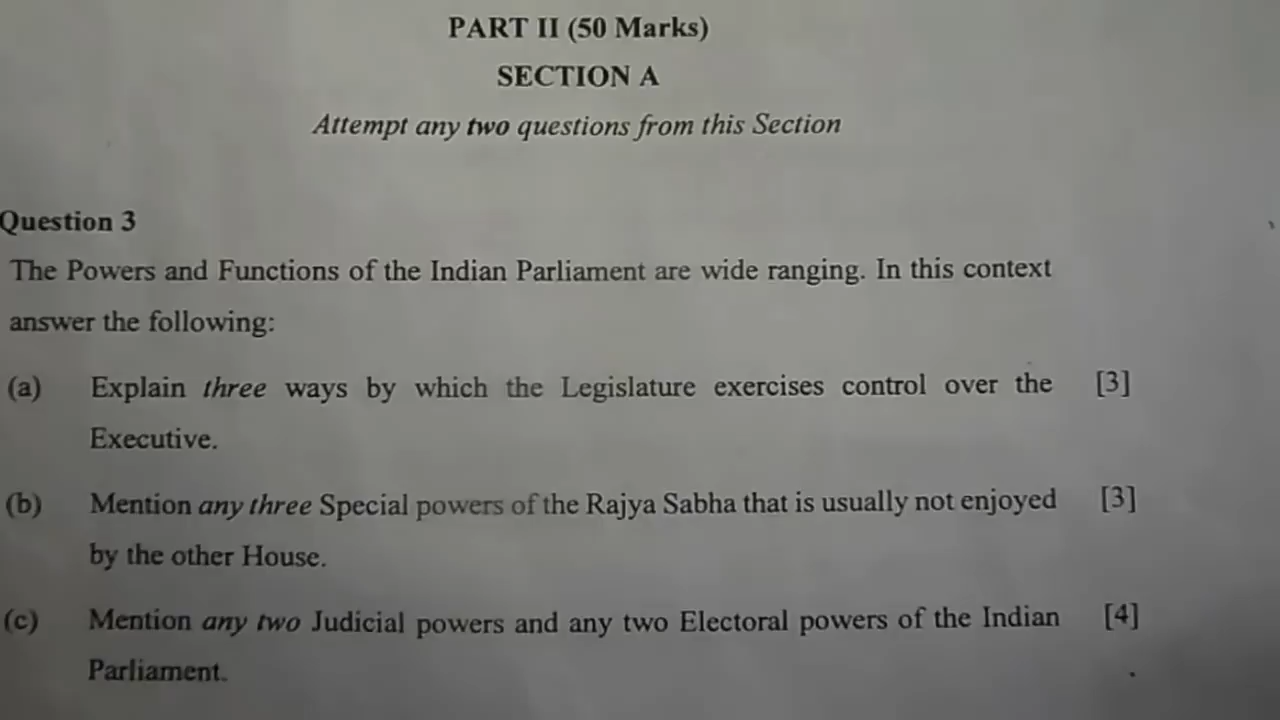 PART II (50 Marks)
SECTION A
Attempt any two questions from this Section
Question 3
The Powers and Functions of the Indian Parliament are wide ranging. In this context
answer the following:
(a) Explain three ways by which the Legislature exercises control over the [3]
Executive.
(b) Mention any three Special powers of the Rajya Sabha that is usually not enjoyed [3]
by the other House.
(c) Mention any two Judicial powers and any two Electoral powers of the Indian [4]
Parliament.